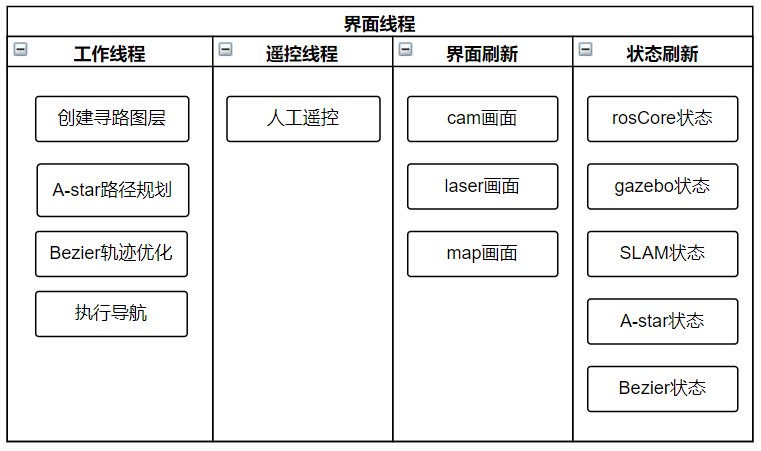 界面线程
工作线程
遥控线程
界面刷新
状态刷新
创建寻路图层
A-star路径规划
Bezier轨迹优化
执行导航
人工遥控
cam画面
laser画面
map画面
rosCore状态
gazebo状态
SLAM状态
A-star状态
Bezier状态